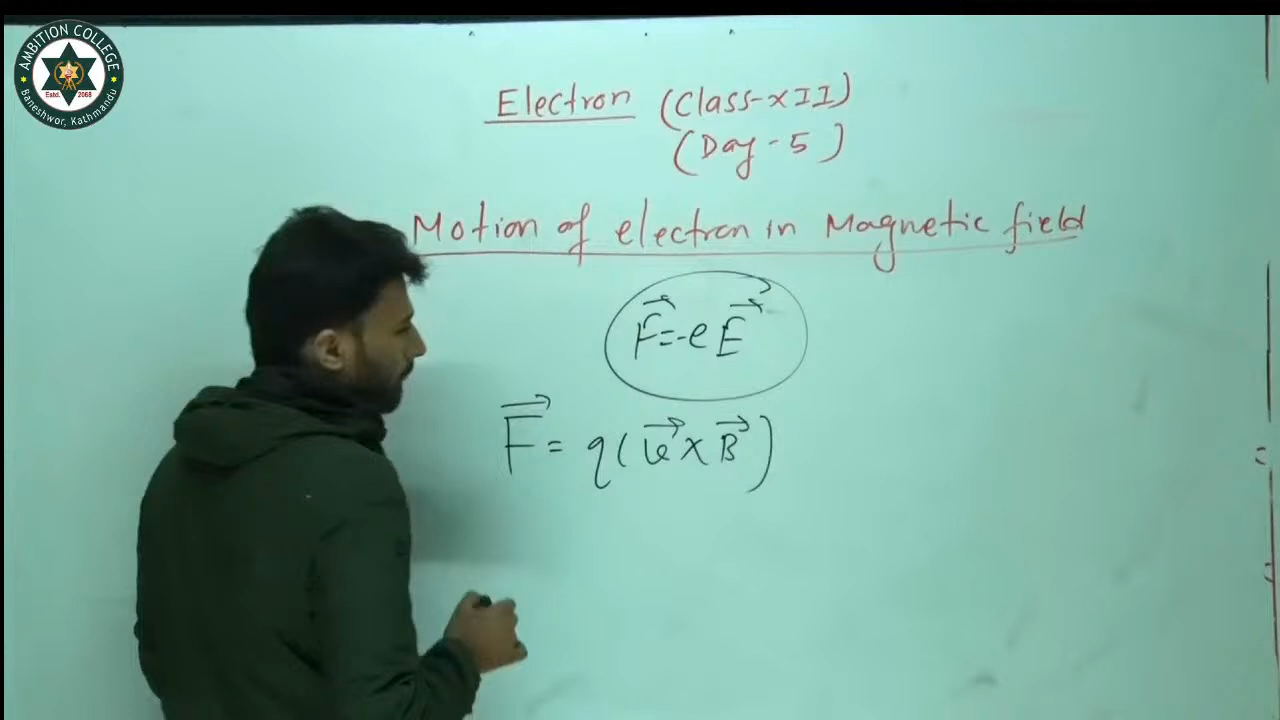 AMBITION COLLEGE
Estd. 2068
Baneshwor, Kathmandu
Electron (Class-XII)
(Day-5)
Motion of electron in Magnetic field
F⃗=-eE⃗
F⃗ = q(v⃗×B⃗)